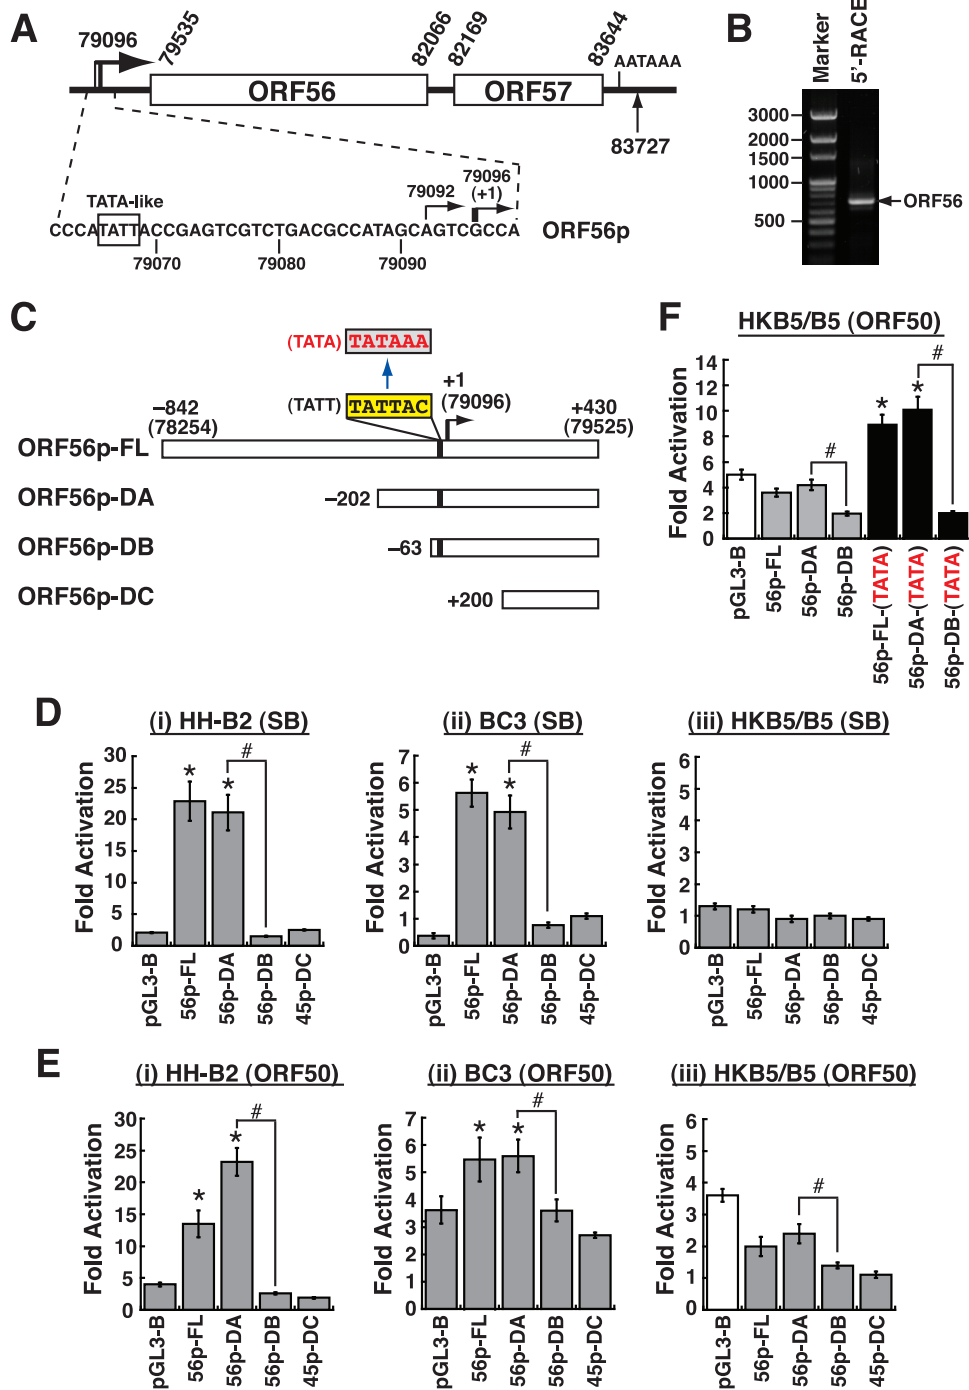 A
79096
79535
82066
82169
83644
AATAAA
ORF56
ORF57
83727
TATA-like
79092
79096
(+1)
CCCATATTACCGAGTCGTCTGACGCCATAGCAGTCGCCA
ORF56p
79070
79080
79090
B
Marker
5'-RACE
3000
2000
1500
1000
500
ORF56
C
(TATA) TATAAA
(TATT) TATTAC
+1
(79096)
−842
(78254)
+430
(79525)
ORF56p-FL
ORF56p-DA
−202
ORF56p-DB
−63
ORF56p-DC
+200
F
HKB5/B5 (ORF50)
Fold Activation
14
12
10
8
6
4
2
0
#
*
*
#
pGL3-B
56p-FL
56p-DA
56p-DB
56p-FL-(TATA)
56p-DA-(TATA)
56p-DB-(TATA)
D
(i) HH-B2 (SB)
Fold Activation
30
25
20
15
10
5
0
*
*
#
pGL3-B
56p-FL
56p-DA
56p-DB
45p-DC
(ii) BC3 (SB)
Fold Activation
7
6
5
4
3
2
1
0
*
*
#
pGL3-B
56p-FL
56p-DA
56p-DB
45p-DC
(iii) HKB5/B5 (SB)
Fold Activation
6
5
4
3
2
1
0
pGL3-B
56p-FL
56p-DA
56p-DB
45p-DC
E
(i) HH-B2 (ORF50)
Fold Activation
30
25
20
15
10
5
0
*
*
#
pGL3-B
56p-FL
56p-DA
56p-DB
45p-DC
(ii) BC3 (ORF50)
Fold Activation
7
6
5
4
3
2
1
0
*
*
#
pGL3-B
56p-FL
56p-DA
56p-DB
45p-DC
(iii) HKB5/B5 (ORF50)
Fold Activation
6
5
4
3
2
1
0
#
pGL3-B
56p-FL
56p-DA
56p-DB
45p-DC